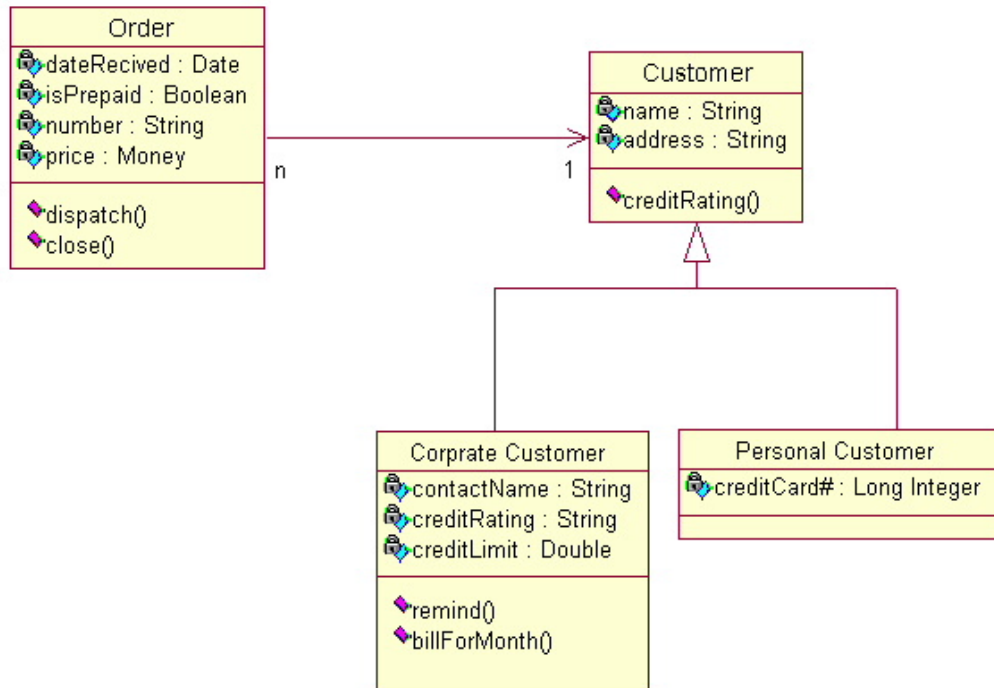 Order
dateRecived : Date
isPrepaid : Boolean
number : String
price : Money
dispatch()
close()
n
1
Customer
name : String
address : String
creditRating()
Corprate Customer
contactName : String
creditRating : String
creditLimit : Double
remind()
billForMonth()
Personal Customer
creditCard# : Long Integer